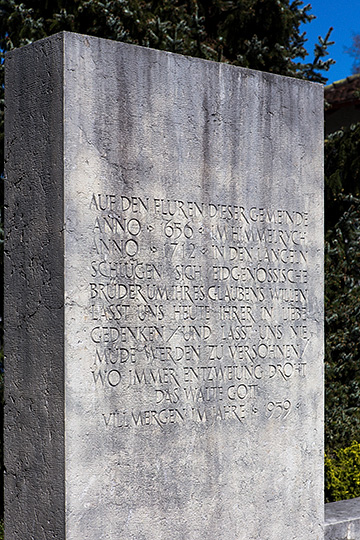 AUF DEN FLUREN DIESER GEMEINDE
ANNO * 1656 * IM HIMMELRYCH
ANNO * 1712 * IN DEN LANGELN
SCHLUGEN SICH EIDGENÖSSISCHE
BRÜDER UM IHRES GLAUBENS WILLEN
LASST UNS HEUTE IHRER IN LIEBE
GEDENKEN / UND LASST UNS NIE
MÜDE WERDEN ZU VERSÖHNEN /
WO IMMER ENTZWEIUNG DROHT
DAS WALTE GOTT
VILLMERGEN IM JAHRE * 1959 *